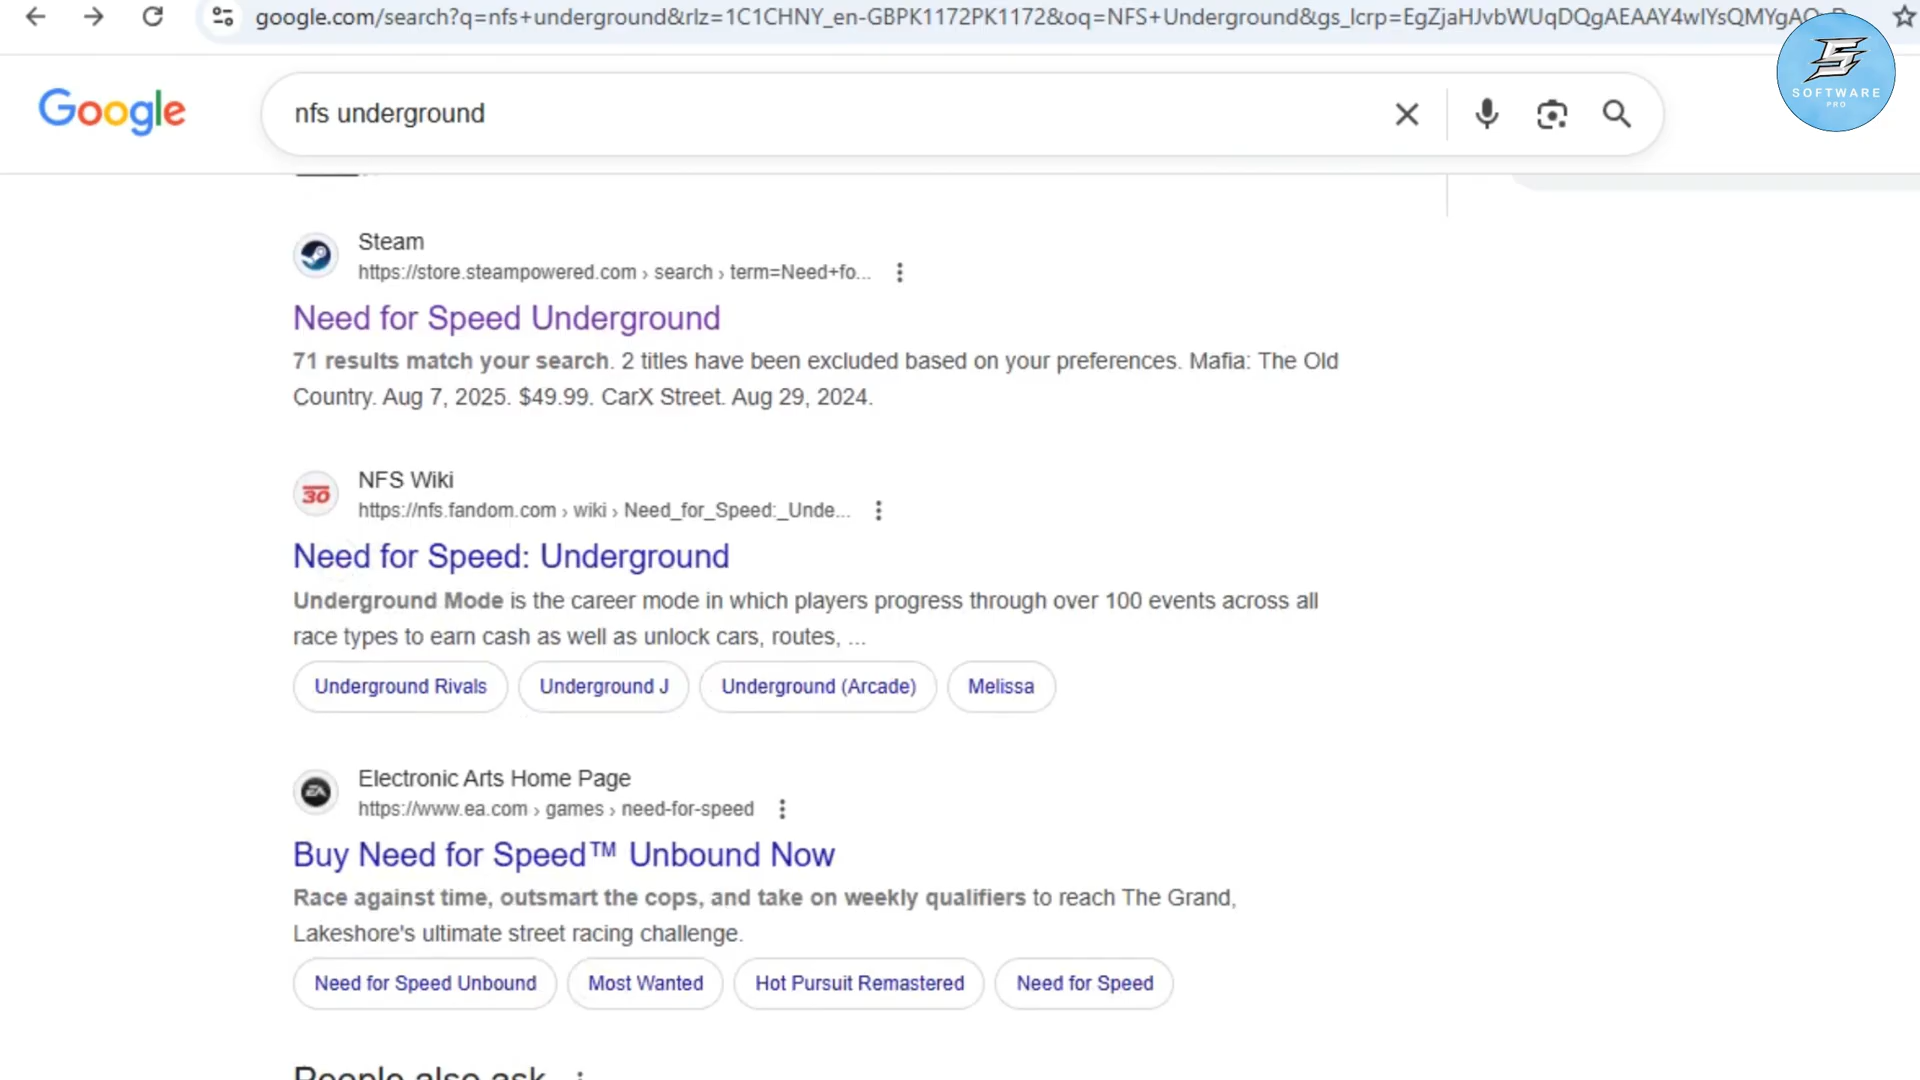 google.com/search?q=nfs+underground&rlz=1C1CHNY_en-GBPK1172PK1172&oq=NFS+Underground&gs_lcrp=EgZjaHJvbWUqDQgAEAAY4wIYsQMYgAQ
SOFTWARE
PRO
Google
nfs underground
Steam
https://store.steampowered.com › search › term=Need+fo...
Need for Speed Underground
71 results match your search. 2 titles have been excluded based on your preferences. Mafia: The Old
Country. Aug 7, 2025. $49.99. CarX Street. Aug 29, 2024.
30
NFS Wiki
https://nfs.fandom.com › wiki › Need_for_Speed:_Unde...
Need for Speed: Underground
Underground Mode is the career mode in which players progress through over 100 events across all
race types to earn cash as well as unlock cars, routes, ...
Underground Rivals
Underground J
Underground (Arcade)
Melissa
EA
Electronic Arts Home Page
https://www.ea.com › games › need-for-speed
Buy Need for Speed™ Unbound Now
Race against time, outsmart the cops, and take on weekly qualifiers to reach The Grand,
Lakeshore's ultimate street racing challenge.
Need for Speed Unbound
Most Wanted
Hot Pursuit Remastered
Need for Speed
People also ask